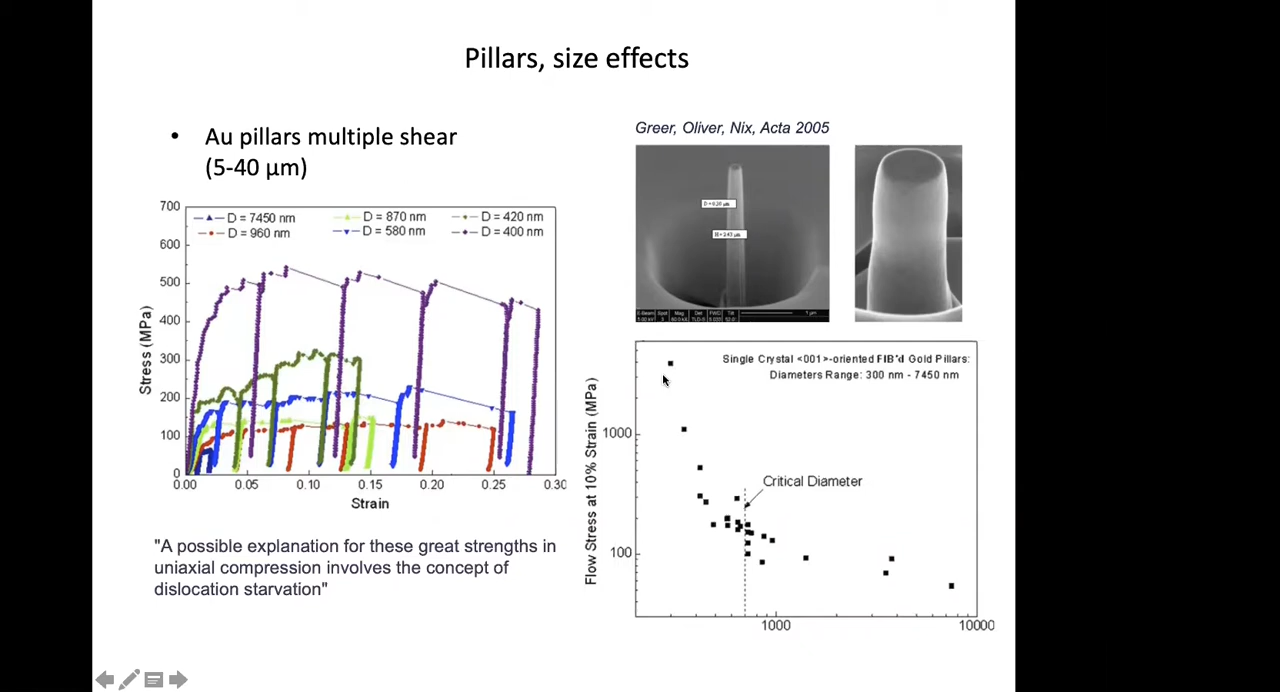 Pillars, size effects
• Au pillars multiple shear
(5-40 µm)
Greer, Oliver, Nix, Acta 2005
700
600
500
400
300
200
100
0
Stress (MPa)
D = 7450 nm
D = 870 nm
D = 420 nm
D = 960 nm
D = 580 nm
D = 400 nm
0.00
0.05
0.10
0.15
0.20
0.25
0.30
Strain
"A possible explanation for these great strengths in
uniaxial compression involves the concept of
dislocation starvation"
1 µm
Flow Stress at 10% Strain (MPa)
Single Crystal <001>-oriented FIB'd Gold Pillars:
Diameters Range: 300 nm - 7450 nm
1000
Critical Diameter
100
1000
10000